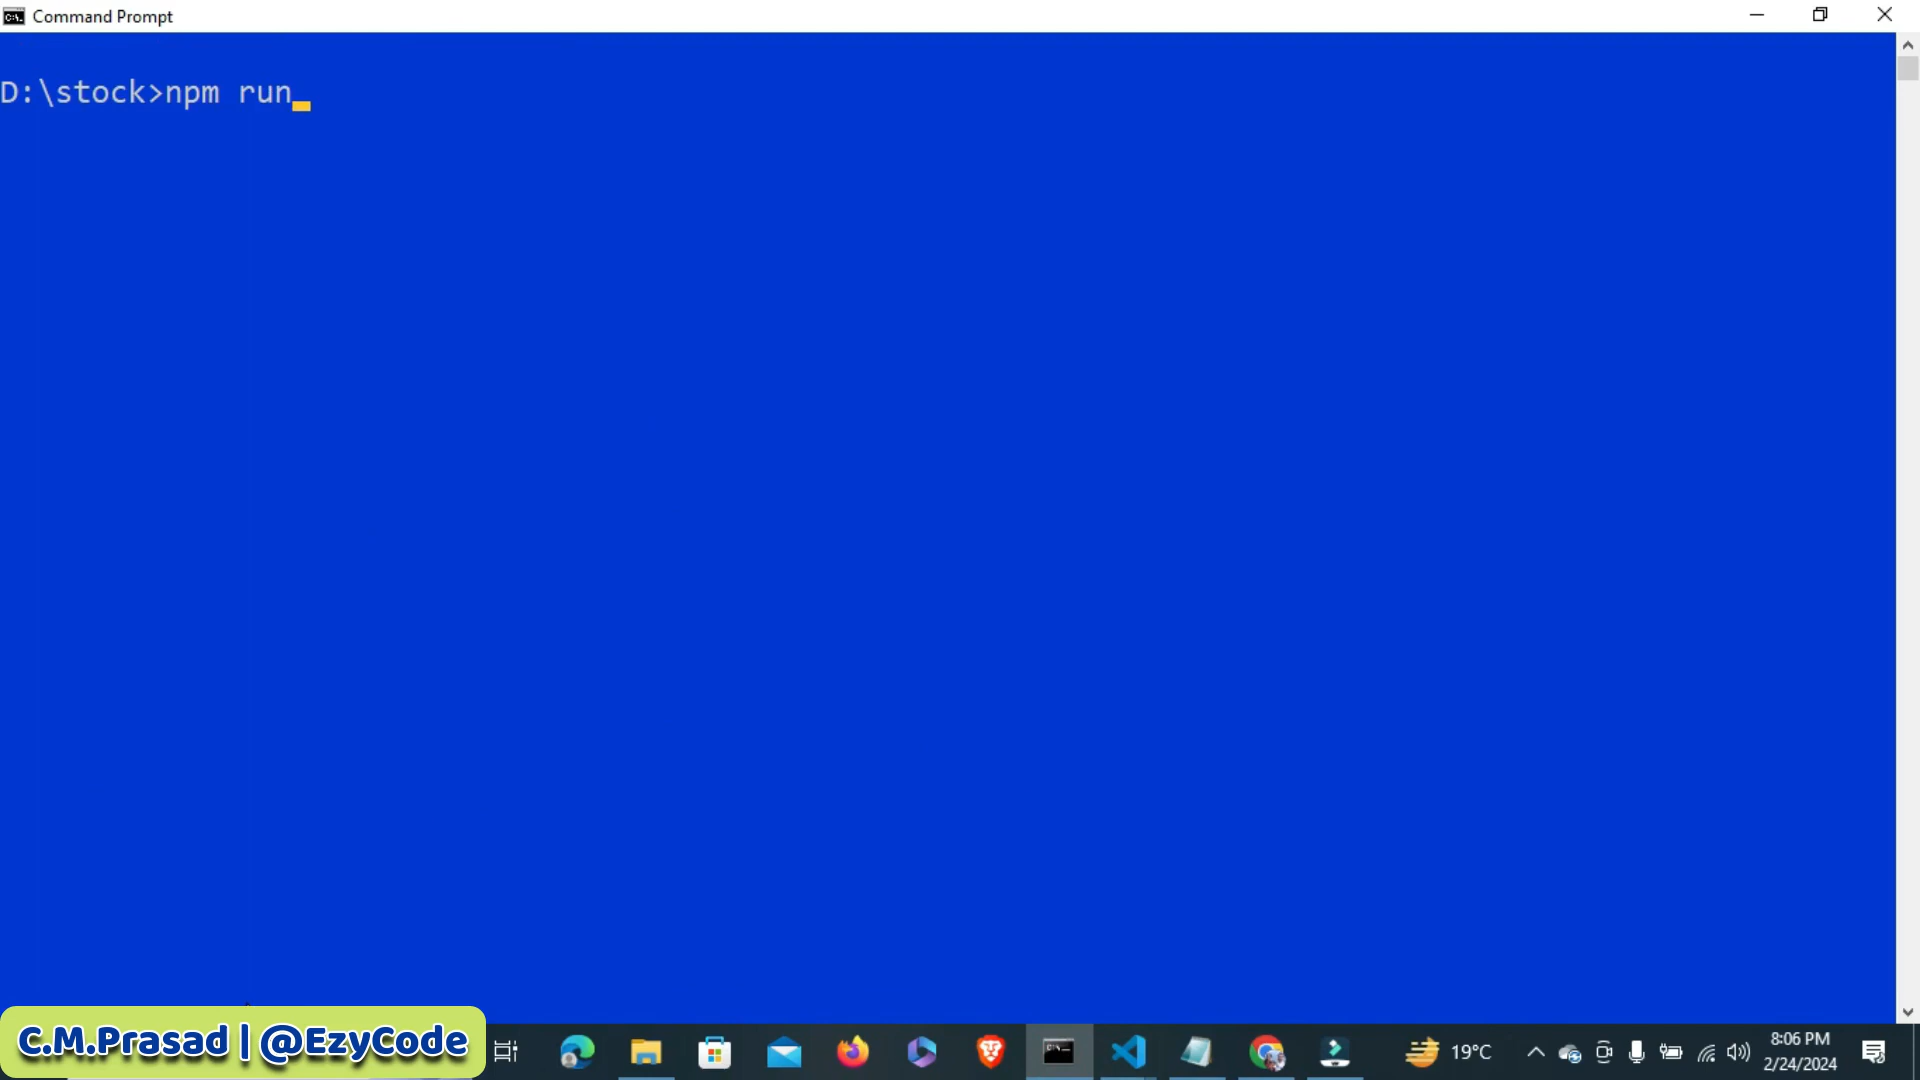 Command Prompt
D:\stock>npm run
C.M.Prasad | @EzyCode
19°C
8:06 PM
2/24/2024